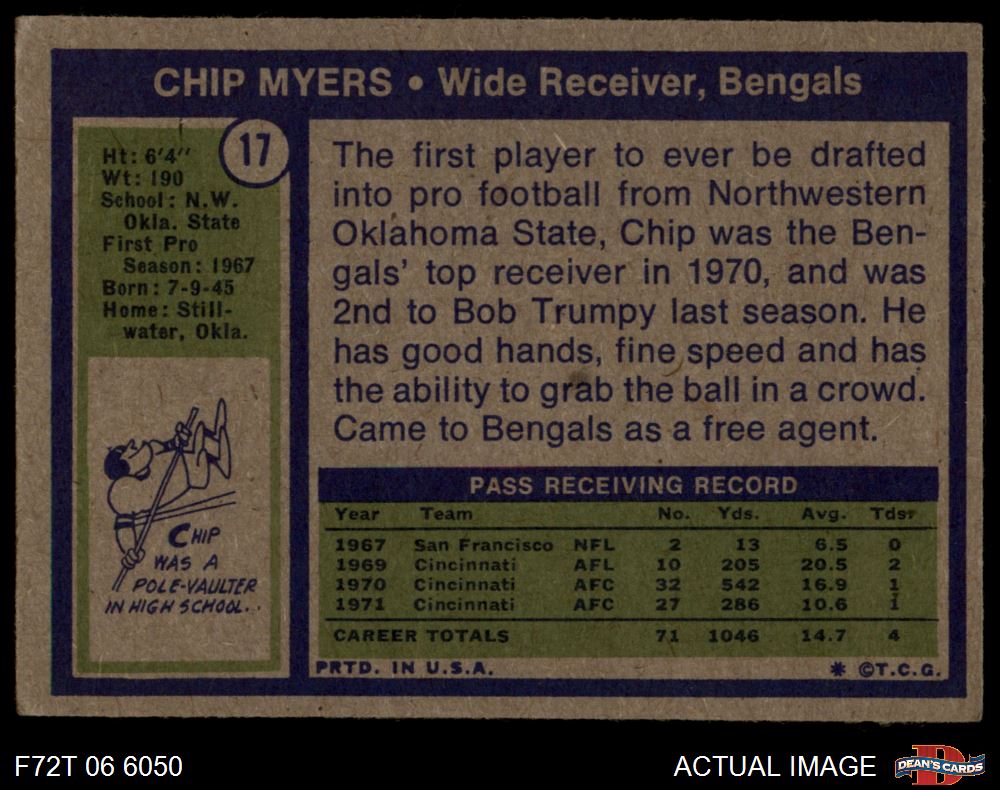 CHIP MYERS • Wide Receiver, Bengals
17
Ht: 6'4''
Wt: 190
School: N.W.
Okla. State
First Pro
Season: 1967
Born: 7-9-45
Home: Still-
water, Okla.
CHIP
WAS A
POLE-VAULTER
IN HIGH SCHOOL..
The first player to ever be drafted
into pro football from Northwestern
Oklahoma State, Chip was the Ben-
gals' top receiver in 1970, and was
2nd to Bob Trumpy last season. He
has good hands, fine speed and has
the ability to grab the ball in a crowd.
Came to Bengals as a free agent.
PASS RECEIVING RECORD
Year Team No. Yds. Avg. Tds.
1967 San Francisco NFL 2 13 6.5 0
1969 Cincinnati AFL 10 205 20.5 2
1970 Cincinnati AFC 32 542 16.9 1
1971 Cincinnati AFC 27 286 10.6 1
CAREER TOTALS 71 1046 14.7 4
PRTD. IN U.S.A. * ©T.C.G.
F72T 06 6050 ACTUAL IMAGE DEAN'S CARDS